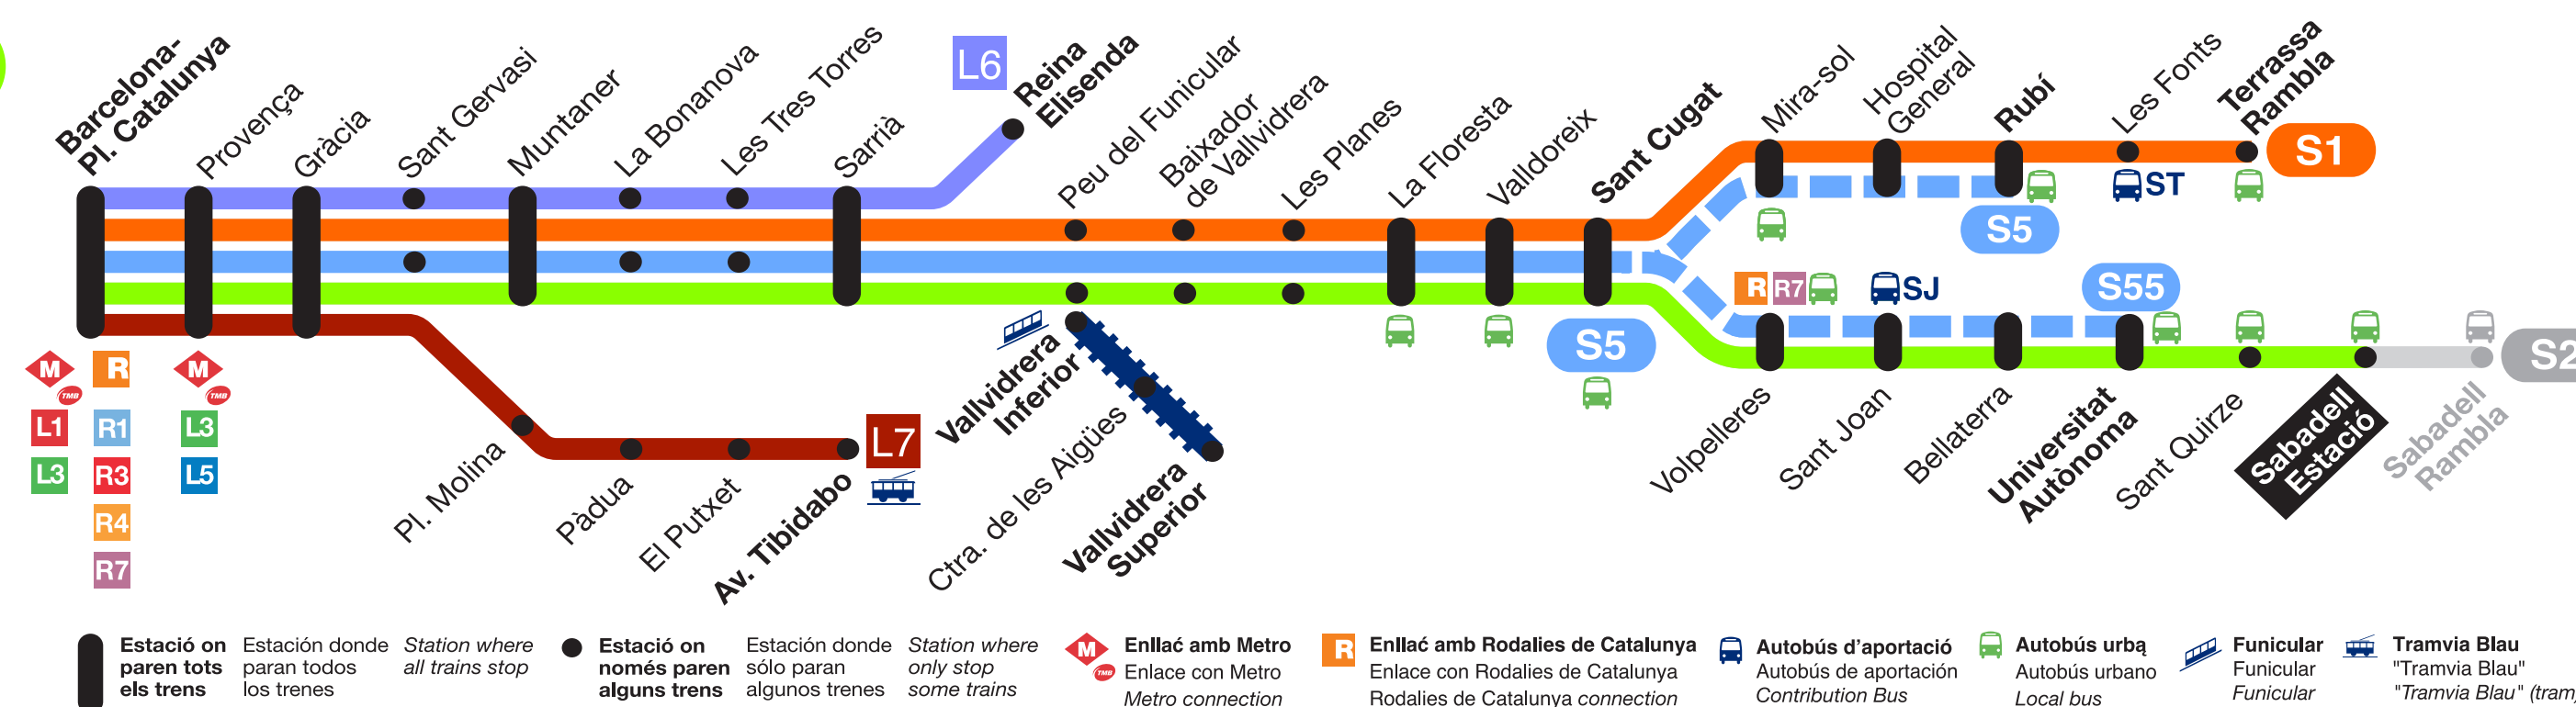 Barcelona-
Pl. Catalunya
Provença
Gràcia
Sant Gervasi
Muntaner
La Bonanova
Les Tres Torres
Sarrià
L6
Reina
Elisenda
Peu del Funicular
Baixador
de Vallvidrera
Les Planes
La Floresta
Valldoreix
Sant Cugat
Mira-sol
Hospital
General
Rubí
Les Fonts
Terrassa
Rambla
S1
ST
S5
R R7
SJ
S55
S5
S2
M
TMB
R
M
TMB
L1
R1
L3
L3
R3
L5
R4
R7
Pl. Molina
Pàdua
El Putxet
Av. Tibidabo
L7
Vallvidrera
Inferior
Ctra. de les Aigües
Vallvidrera
Superior
Volpelleres
Sant Joan
Bellaterra
Universitat
Autònoma
Sant Quirze
Sabadell
Estació
Sabadell
Rambla
Estació on
paren tots
els trens
Estación donde
paran todos
los trenes
Station where
all trains stop
Estació on
només paren
alguns trens
Estación donde
sólo paran
algunos trenes
Station where
only stop
some trains
M
TMB
Enllaç amb Metro
Enlace con Metro
Metro connection
R
Enllaç amb Rodalies de Catalunya
Enlace con Rodalies de Catalunya
Rodalies de Catalunya connection
Autobús d'aportació
Autobús de aportación
Contribution Bus
Autobús urbą
Autobús urbano
Local bus
Funicular
Funicular
Funicular
Tramvia Blau
"Tramvia Blau"
"Tramvia Blau" (tram)